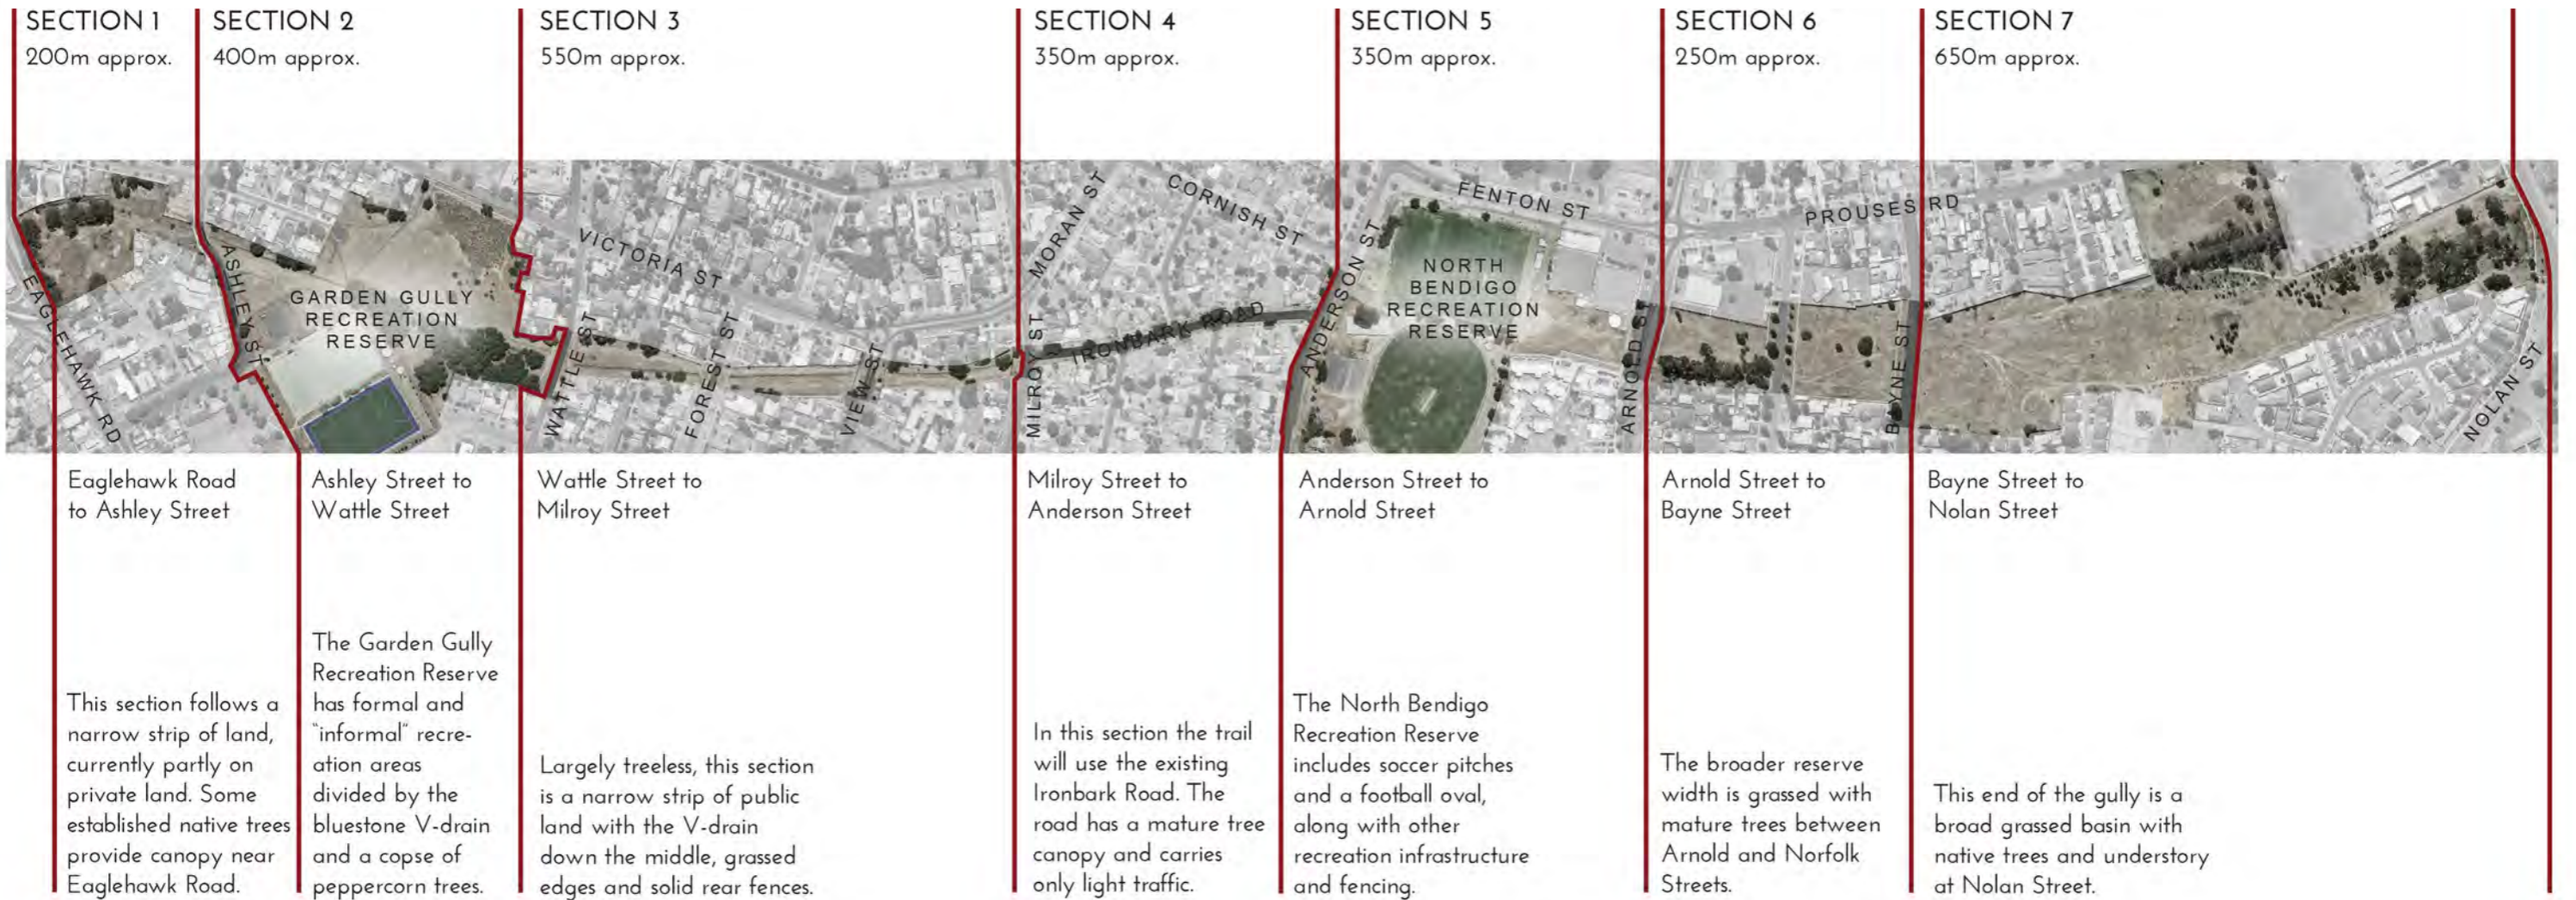 SECTION 1
200m approx.
SECTION 2
400m approx.
SECTION 3
550m approx.
SECTION 4
350m approx.
SECTION 5
350m approx.
SECTION 6
250m approx.
SECTION 7
650m approx.
EAGLEHAWK RD
ASHLEY ST
GARDEN GULLY
RECREATION
RESERVE
WATTLE ST
VICTORIA ST
FOREST ST
VIEW ST
MILROY ST
MORAN ST
CORNISH ST
IRONBARK ROAD
ANDERSON ST
FENTON ST
NORTH
BENDIGO
RECREATION
RESERVE
ARNOLD ST
PROUSES RD
BAYNE ST
NOLAN ST
Eaglehawk Road
to Ashley Street
Ashley Street to
Wattle Street
Wattle Street to
Milroy Street
Milroy Street to
Anderson Street
Anderson Street to
Arnold Street
Arnold Street to
Bayne Street
Bayne Street to
Nolan Street
This section follows a
narrow strip of land,
currently partly on
private land. Some
established native trees
provide canopy near
Eaglehawk Road.
The Garden Gully
Recreation Reserve
has formal and
"informal" recre-
ation areas
divided by the
bluestone V-drain
and a copse of
peppercorn trees.
Largely treeless, this section
is a narrow strip of public
land with the V-drain
down the middle, grassed
edges and solid rear fences.
In this section the trail
will use the existing
Ironbark Road. The
road has a mature tree
canopy and carries
only light traffic.
The North Bendigo
Recreation Reserve
includes soccer pitches
and a football oval,
along with other
recreation infrastructure
and fencing.
The broader reserve
width is grassed with
mature trees between
Arnold and Norfolk
Streets.
This end of the gully is a
broad grassed basin with
native trees and understory
at Nolan Street.